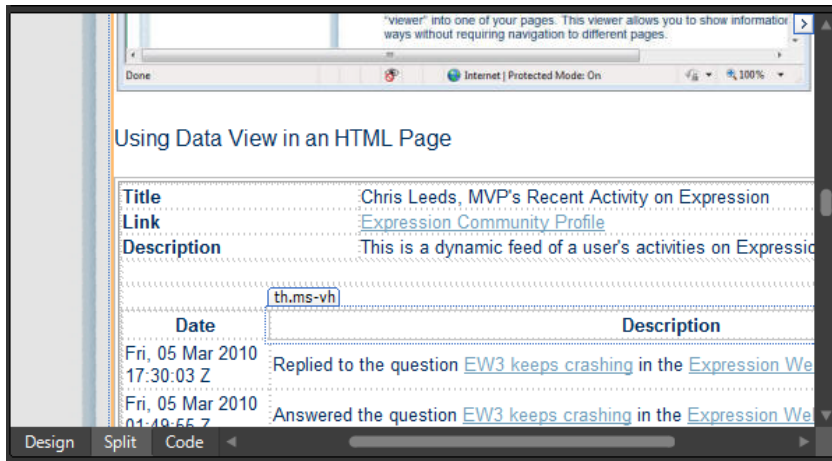 "viewer" into one of your pages. This viewer allows you to show information
ways without requiring navigation to different pages.
Done Internet | Protected Mode: On 100%
Using Data View in an HTML Page
Title Chris Leeds, MVP's Recent Activity on Expression
Link Expression Community Profile
Description This is a dynamic feed of a user's activities on Expressio
th.ms-vh
Date Description
Fri, 05 Mar 2010
17:30:03 Z
Replied to the question EW3 keeps crashing in the Expression We
Fri, 05 Mar 2010
01:49:55 Z
Answered the question EW3 keeps crashing in the Expression We
Design Split Code